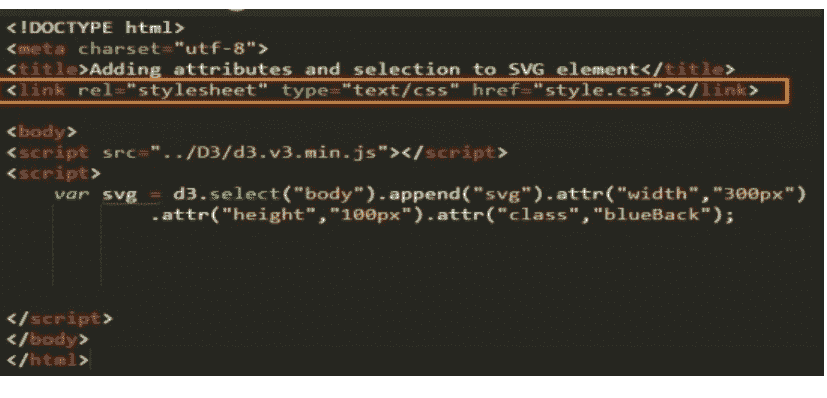 <!DOCTYPE html>
<meta charset="utf-8">
<title>Adding attributes and selection to SVG element</title>
<link rel="stylesheet" type="text/css" href="style.css"></link>
<body>
<script src="../D3/d3.v3.min.js"></script>
<script>
var svg = d3.select("body").append("svg").attr("width","300px")
.attr("height","100px").attr("class","blueBack");
</script>
</body>
</html>